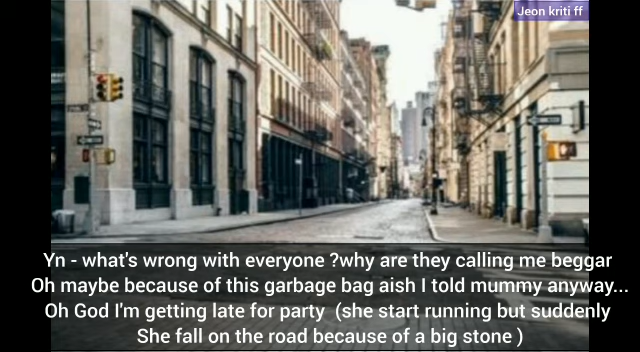 Jeon kriti ff
Yn - what's wrong with everyone ?why are they calling me beggar
Oh maybe because of this garbage bag aish I told mummy anyway...
Oh God I'm getting late for party (she start running but suddenly
She fall on the road because of a big stone )